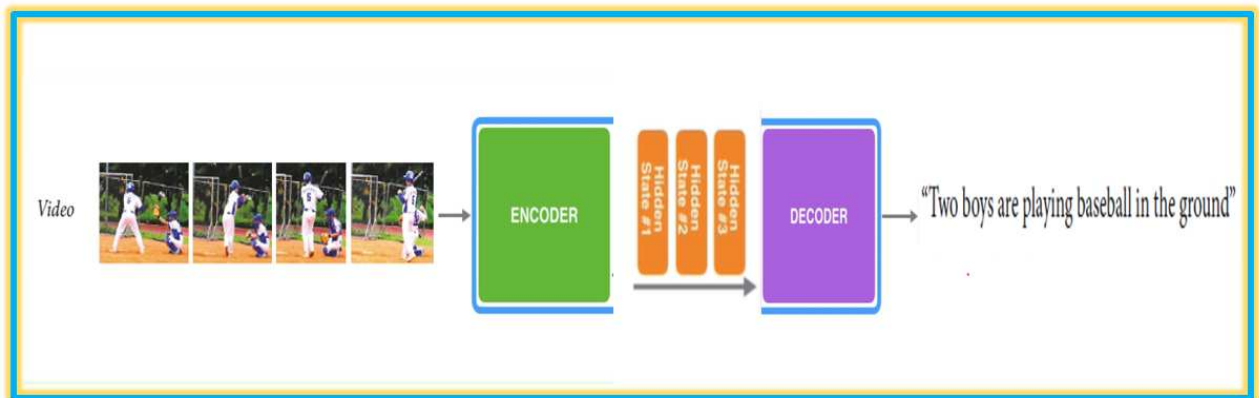 Video
ENCODER
Hidden
State #1
Hidden
State #2
Hidden
State #3
DECODER
“Two boys are playing baseball in the ground”